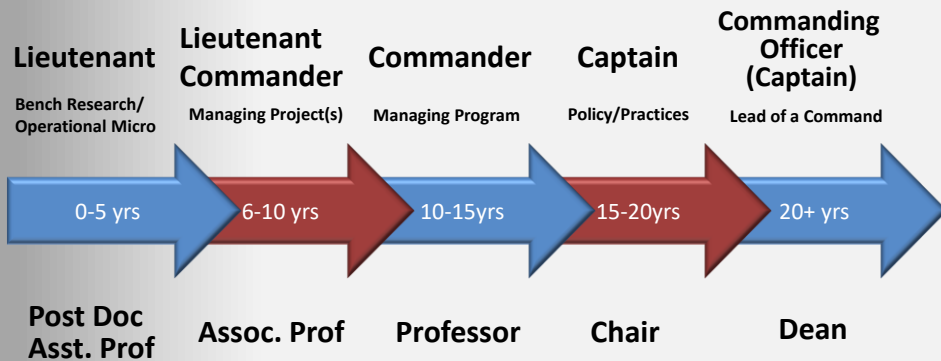 Lieutenant
Bench Research/
Operational Micro
Lieutenant
Commander
Managing Project(s)
Commander
Managing Program
Captain
Policy/Practices
Commanding
Officer
(Captain)
Lead of a Command
0-5 yrs
6-10 yrs
10-15yrs
15-20yrs
20+ yrs
Post Doc
Asst. Prof
Assoc. Prof
Professor
Chair
Dean